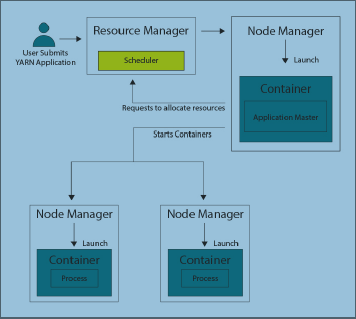 User Submits
YARN Application
Resource Manager
Scheduler
Node Manager
Launch
Container
Application Master
Requests to allocate resources
Starts Containers
Node Manager
Launch
Container
Process
Node Manager
Launch
Container
Process